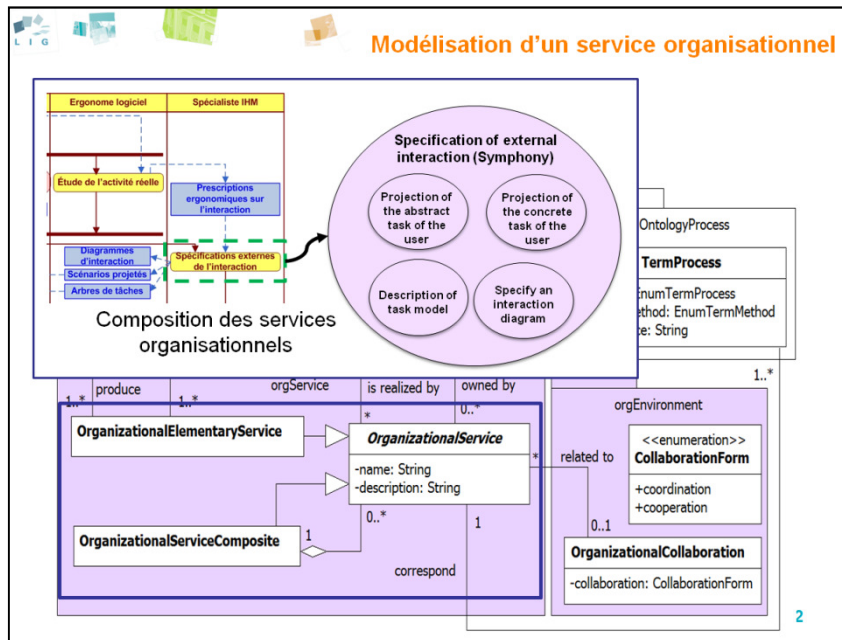 LIG
Modélisation d'un service organisationnel
Ergonome logiciel
Spécialiste IHM
Étude de l'activité réelle
Prescriptions
ergonomiques sur
l'interaction
Diagrammes
d'interaction
Scénarios projetés
Arbres de tâches
Spécifications externes
de l'interaction
Composition des services
organisationnels
Specification of external
interaction (Symphony)
Projection of
the abstract
task of the
user
Projection of
the concrete
task of the
user
Description of
task model
Specify an
interaction
diagram
OntologyProcess
TermProcess
EnumTermProcess
ethod: EnumTermMethod
ce: String
1..*
produce
orgService
is realized by
owned by
1..*
1..*
*
0..*
orgEnvironment
OrganizationalElementaryService
OrganizationalService
-name: String
-description: String
*
related to
<<enumeration>>
CollaborationForm
+coordination
+cooperation
OrganizationalServiceComposite
1
0..*
1
0..1
correspond
OrganizationalCollaboration
-collaboration: CollaborationForm
2